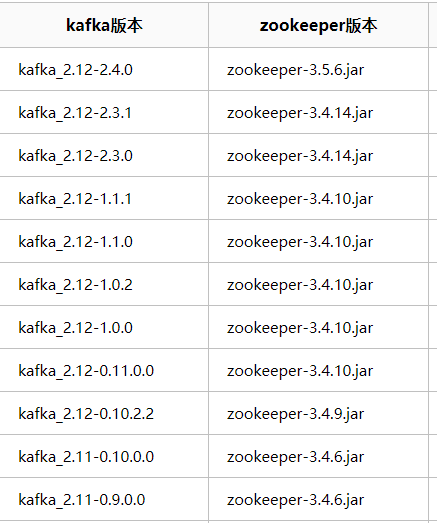 kafka版本 zookeeper版本
kafka_2.12-2.4.0 zookeeper-3.5.6.jar
kafka_2.12-2.3.1 zookeeper-3.4.14.jar
kafka_2.12-2.3.0 zookeeper-3.4.14.jar
kafka_2.12-1.1.1 zookeeper-3.4.10.jar
kafka_2.12-1.1.0 zookeeper-3.4.10.jar
kafka_2.12-1.0.2 zookeeper-3.4.10.jar
kafka_2.12-1.0.0 zookeeper-3.4.10.jar
kafka_2.12-0.11.0.0 zookeeper-3.4.10.jar
kafka_2.12-0.10.2.2 zookeeper-3.4.9.jar
kafka_2.11-0.10.0.0 zookeeper-3.4.6.jar
kafka_2.11-0.9.0.0 zookeeper-3.4.6.jar